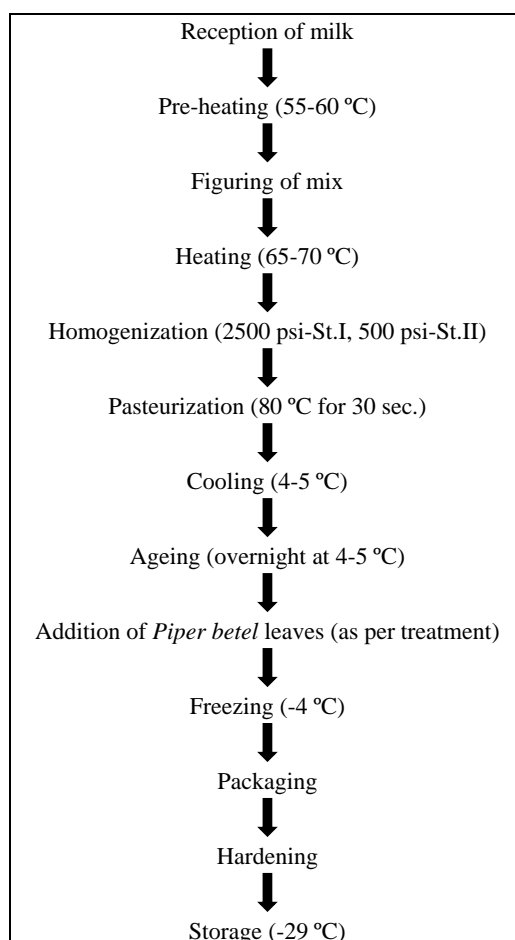 Reception of milk
Pre-heating (55-60 ºC)
Figuring of mix
Heating (65-70 ºC)
Homogenization (2500 psi-St.I, 500 psi-St.II)
Pasteurization (80 ºC for 30 sec.)
Cooling (4-5 ºC)
Ageing (overnight at 4-5 ºC)
Addition of Piper betel leaves (as per treatment)
Freezing (-4 ºC)
Packaging
Hardening
Storage (-29 ºC)